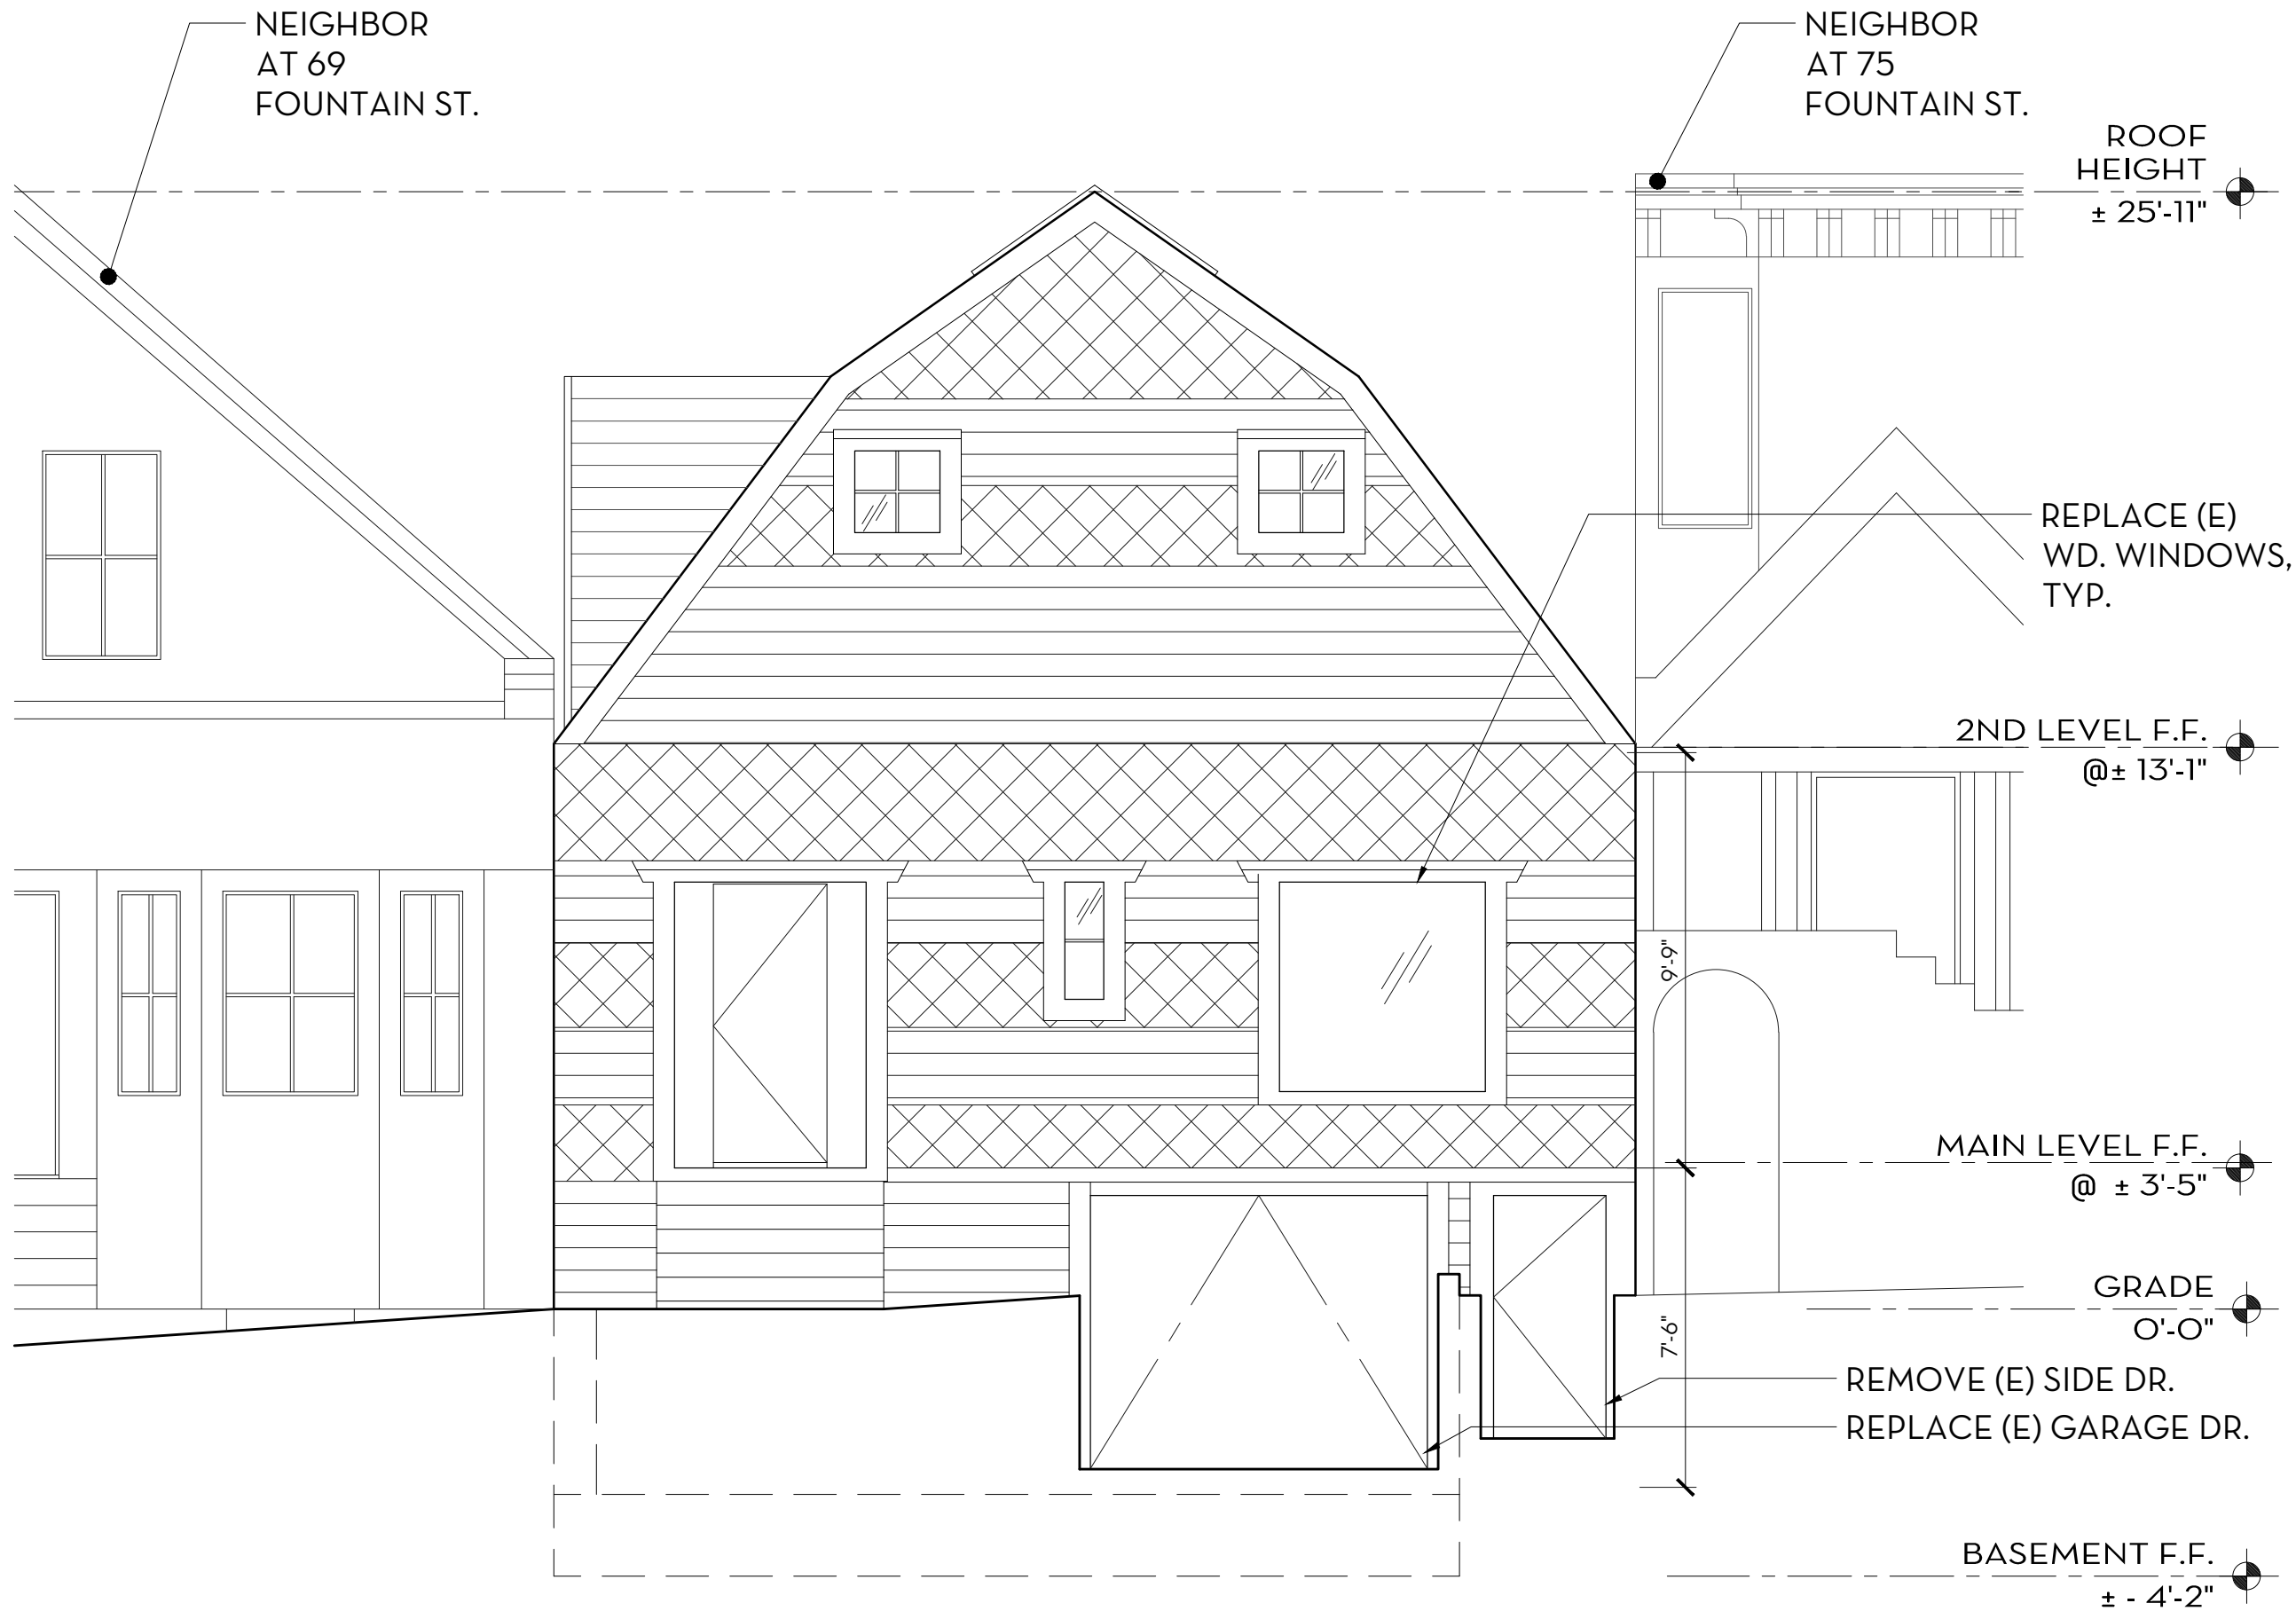 NEIGHBOR
AT 69
FOUNTAIN ST.
NEIGHBOR
AT 75
FOUNTAIN ST.
ROOF
HEIGHT
± 25'-11"
REPLACE (E)
WD. WINDOWS,
TYP.
2ND LEVEL F.F.
@± 13'-1"
9'-9"
MAIN LEVEL F.F.
@ ± 3'-5"
GRADE
0'-0"
7'-6"
REMOVE (E) SIDE DR.
REPLACE (E) GARAGE DR.
BASEMENT F.F.
± - 4'-2"